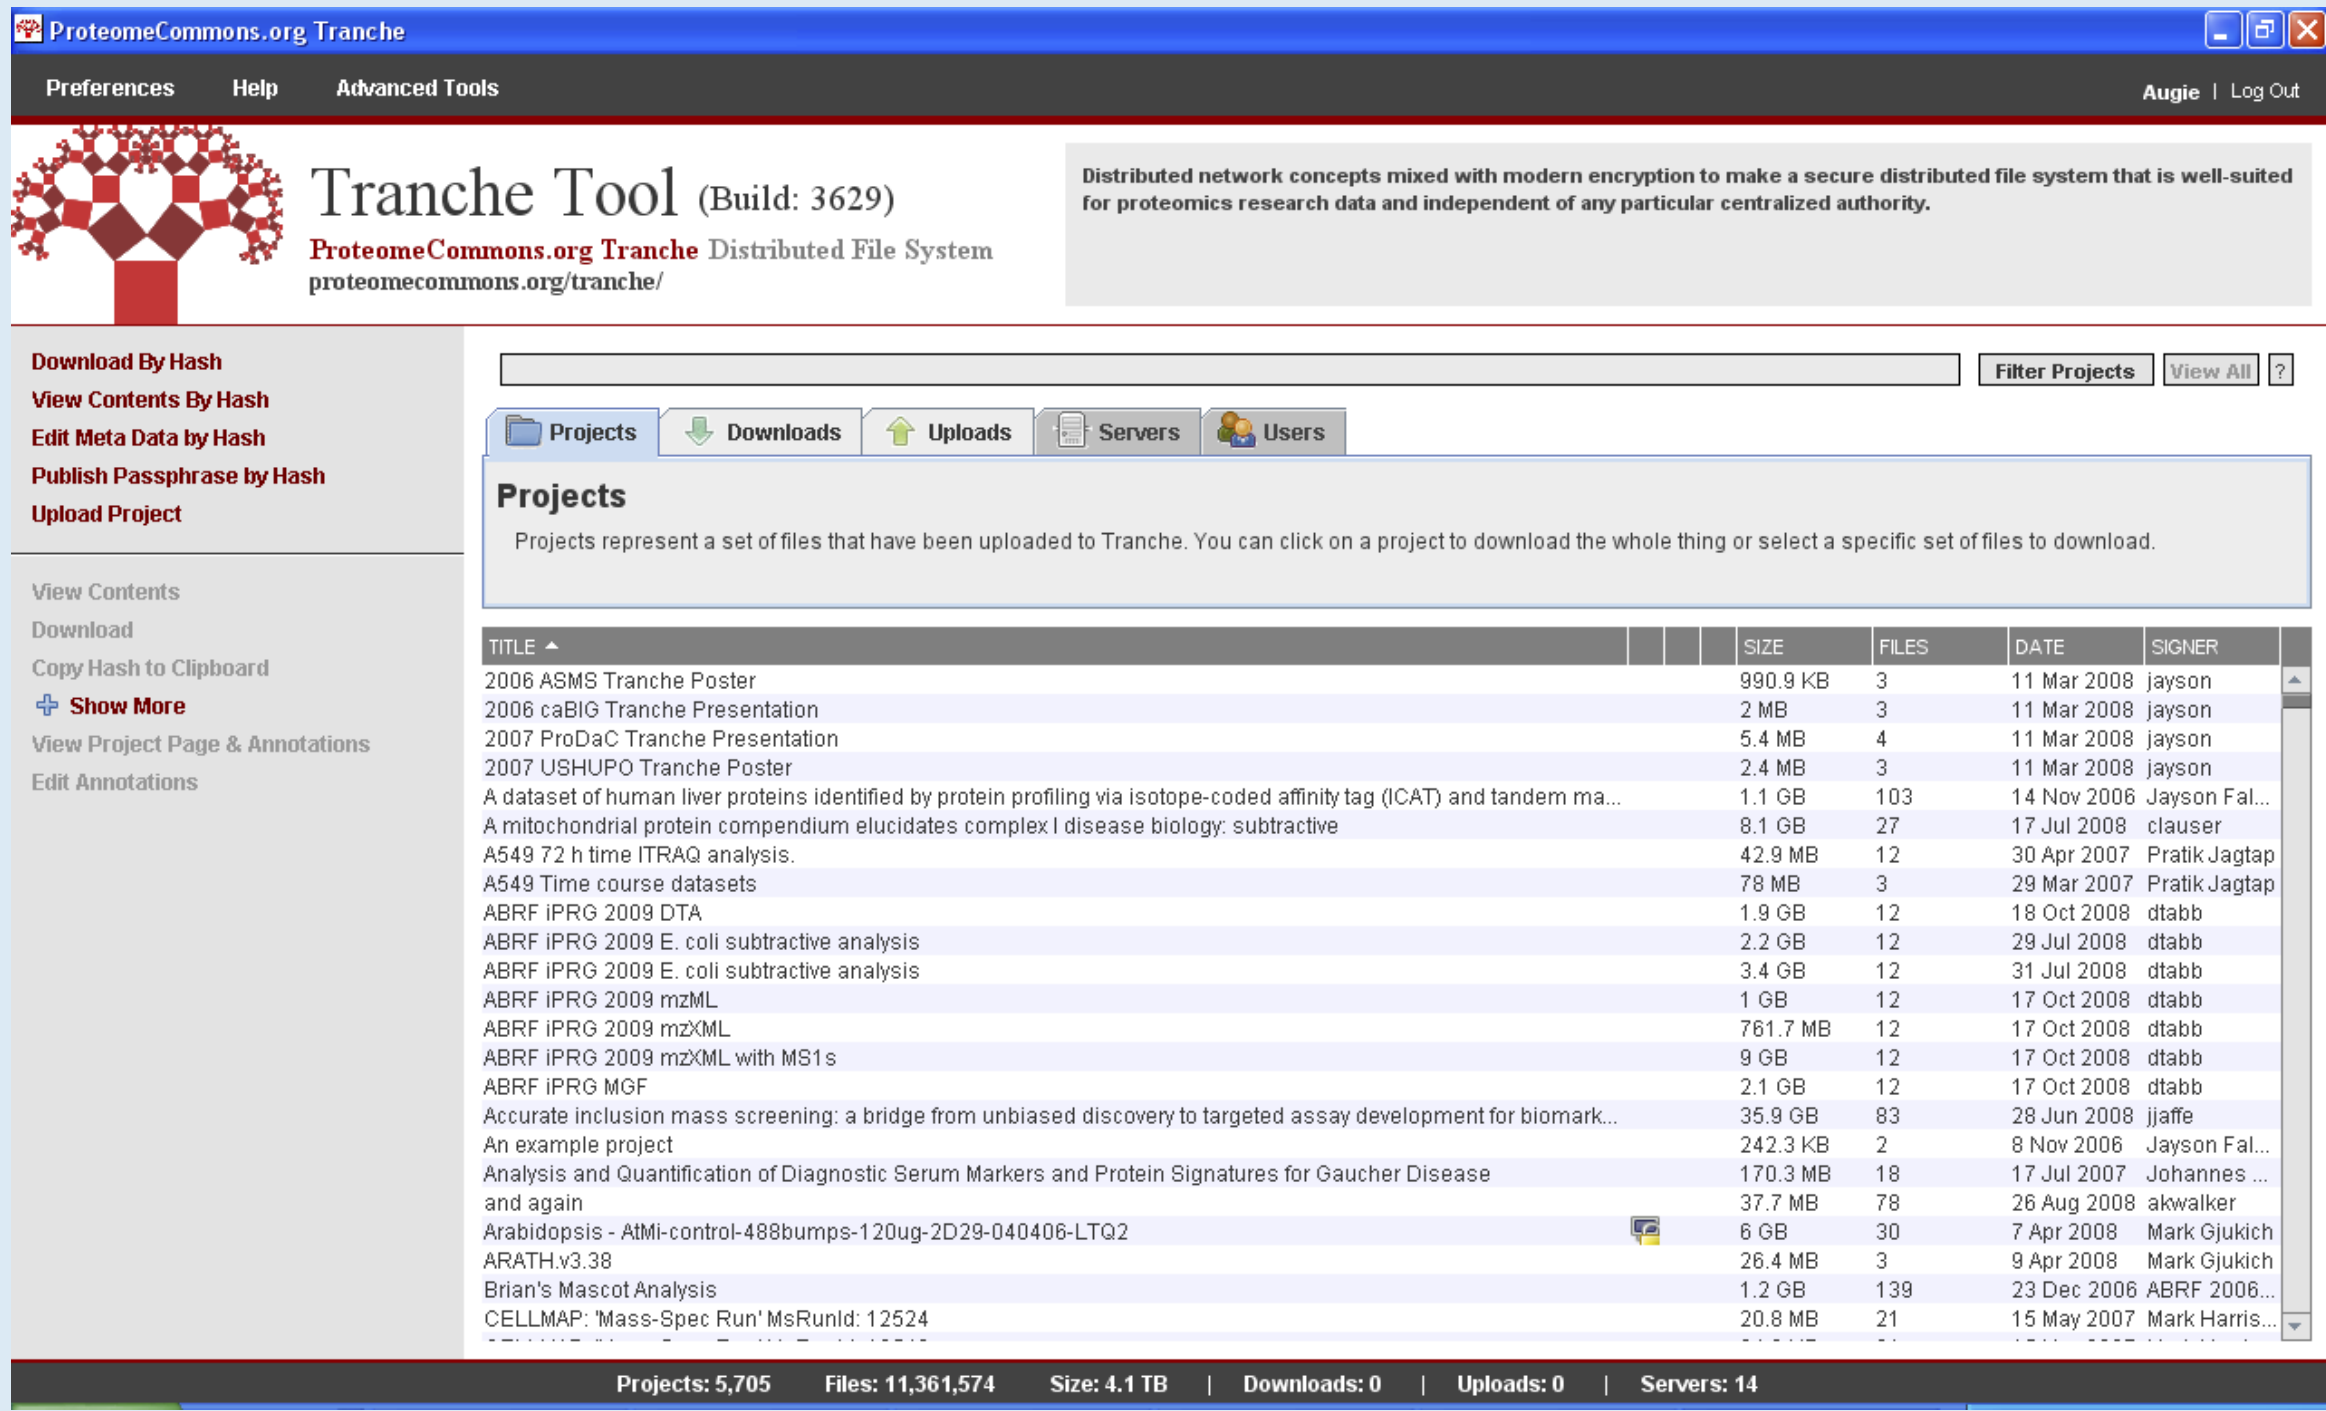 ProteomeCommons.org Tranche
Preferences Help Advanced Tools Augie | Log Out
Tranche Tool (Build: 3629)
ProteomeCommons.org Tranche Distributed File System
proteomecommons.org/tranche/
Distributed network concepts mixed with modern encryption to make a secure distributed file system that is well-suited
for proteomics research data and independent of any particular centralized authority.
Download By Hash
View Contents By Hash
Edit Meta Data by Hash
Publish Passphrase by Hash
Upload Project
View Contents
Download
Copy Hash to Clipboard
Show More
View Project Page & Annotations
Edit Annotations
Filter Projects View All ?
Projects Downloads Uploads Servers Users
Projects
Projects represent a set of files that have been uploaded to Tranche. You can click on a project to download the whole thing or select a specific set of files to download.
TITLE SIZE FILES DATE SIGNER
2006 ASMS Tranche Poster 990.9 KB 3 11 Mar 2008 jayson
2006 caBIG Tranche Presentation 2 MB 3 11 Mar 2008 jayson
2007 ProDaC Tranche Presentation 5.4 MB 4 11 Mar 2008 jayson
2007 USHUPO Tranche Poster 2.4 MB 3 11 Mar 2008 jayson
A dataset of human liver proteins identified by protein profiling via isotope-coded affinity tag (ICAT) and tandem ma... 1.1 GB 103 14 Nov 2006 Jayson Fal...
A mitochondrial protein compendium elucidates complex I disease biology: subtractive 8.1 GB 27 17 Jul 2008 clauser
A549 72 h time ITRAQ analysis. 42.9 MB 12 30 Apr 2007 Pratik Jagtap
A549 Time course datasets 78 MB 3 29 Mar 2007 Pratik Jagtap
ABRF iPRG 2009 DTA 1.9 GB 12 18 Oct 2008 dtabb
ABRF iPRG 2009 E. coli subtractive analysis 2.2 GB 12 29 Jul 2008 dtabb
ABRF iPRG 2009 E. coli subtractive analysis 3.4 GB 12 31 Jul 2008 dtabb
ABRF iPRG 2009 mzML 1 GB 12 17 Oct 2008 dtabb
ABRF iPRG 2009 mzXML 761.7 MB 12 17 Oct 2008 dtabb
ABRF iPRG 2009 mzXML with MS1s 9 GB 12 17 Oct 2008 dtabb
ABRF iPRG MGF 2.1 GB 12 17 Oct 2008 dtabb
Accurate inclusion mass screening: a bridge from unbiased discovery to targeted assay development for biomark... 35.9 GB 83 28 Jun 2008 jjaffe
An example project 242.3 KB 2 8 Nov 2006 Jayson Fal...
Analysis and Quantification of Diagnostic Serum Markers and Protein Signatures for Gaucher Disease 170.3 MB 18 17 Jul 2007 Johannes ...
and again 37.7 MB 78 26 Aug 2008 akwalker
Arabidopsis - AtMi-control-488bumps-120ug-2D29-040406-LTQ2 6 GB 30 7 Apr 2008 Mark Gjukich
ARATH.v3.38 26.4 MB 3 9 Apr 2008 Mark Gjukich
Brian's Mascot Analysis 1.2 GB 139 23 Dec 2006 ABRF 2006...
CELLMAP: 'Mass-Spec Run' MsRunId: 12524 20.8 MB 21 15 May 2007 Mark Harris...
Projects: 5,705 Files: 11,361,574 Size: 4.1 TB | Downloads: 0 | Uploads: 0 | Servers: 14